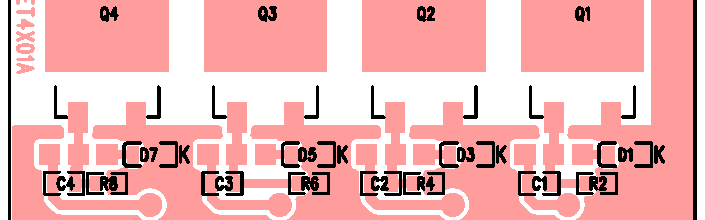 ET4X01A
Q4 Q3 Q2 Q1
D7 K D5 K D3 K D1 K
C4 R8 C3 R6 C2 R4 C1 R2